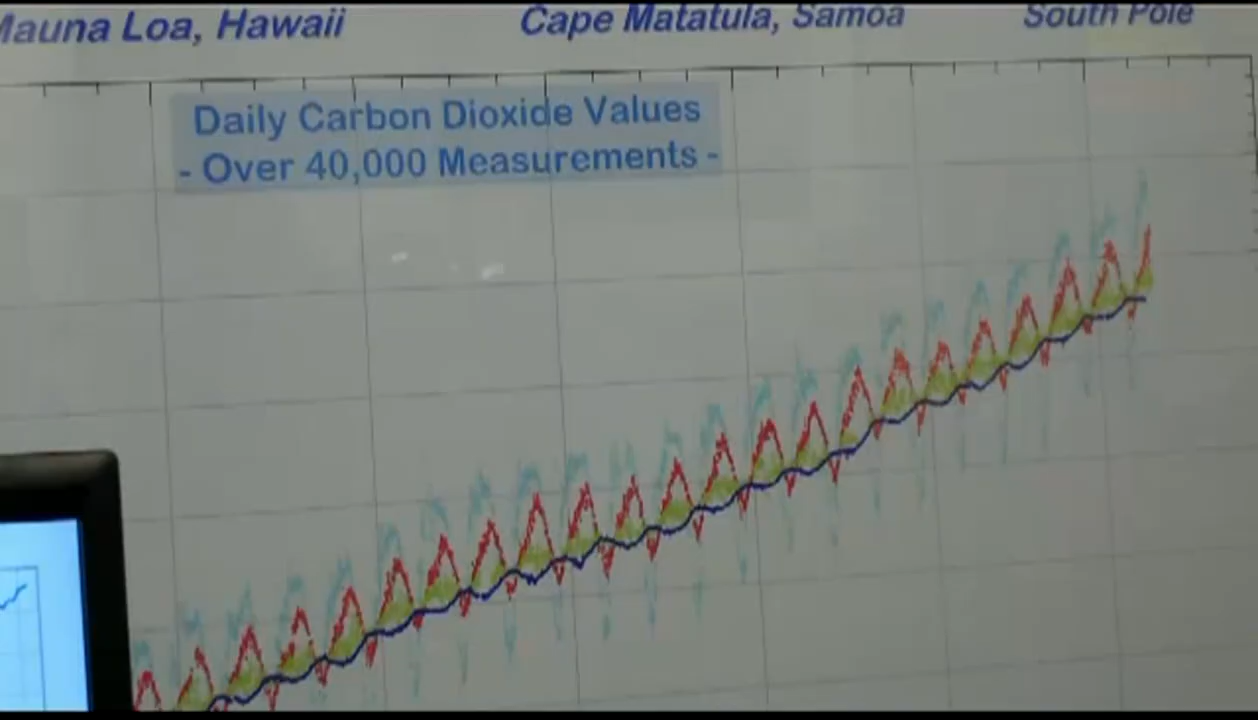 Mauna Loa, Hawaii Cape Matatula, Samoa South Pole
Daily Carbon Dioxide Values
- Over 40,000 Measurements -